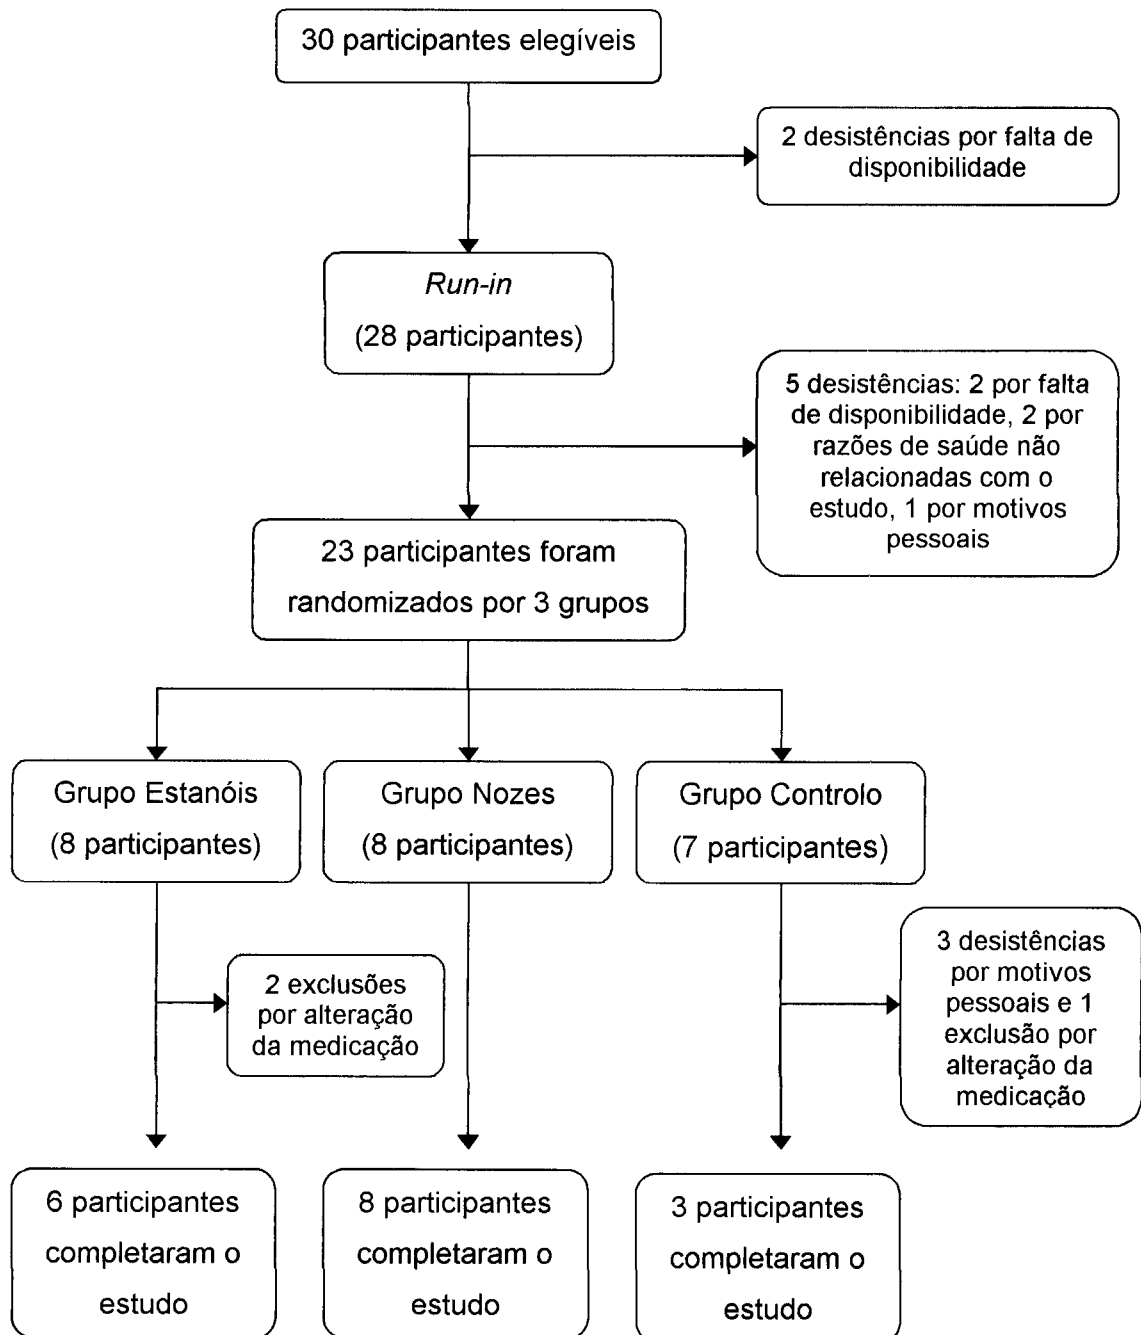 30 participantes elegíveis
2 desistências por falta de
disponibilidade
Run-in
(28 participantes)
5 desistências: 2 por falta
de disponibilidade, 2 por
razões de saúde não
relacionadas com o
estudo, 1 por motivos
pessoais
23 participantes foram
randomizados por 3 grupos
Grupo Estanóis
(8 participantes)
Grupo Nozes
(8 participantes)
Grupo Controlo
(7 participantes)
2 exclusões
por alteração
da medicação
3 desistências
por motivos
pessoais e 1
exclusão por
alteração da
medicação
6 participantes
completaram o
estudo
8 participantes
completaram o
estudo
3 participantes
completaram o
estudo